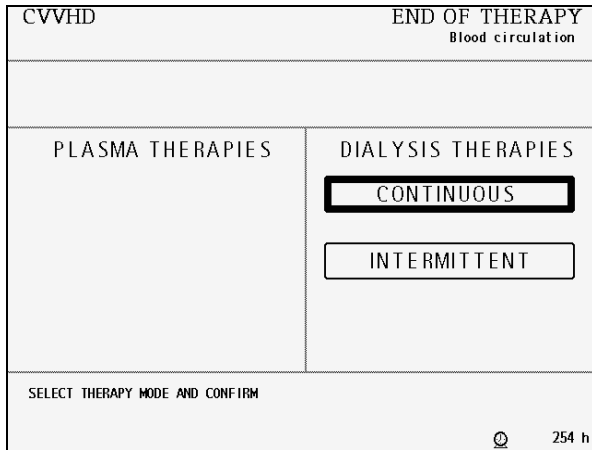 CVVHD
END OF THERAPY
Blood circulation
PLASMA THERAPIES
DIALYSIS THERAPIES
CONTINUOUS
INTERMITTENT
SELECT THERAPY MODE AND CONFIRM
254 h